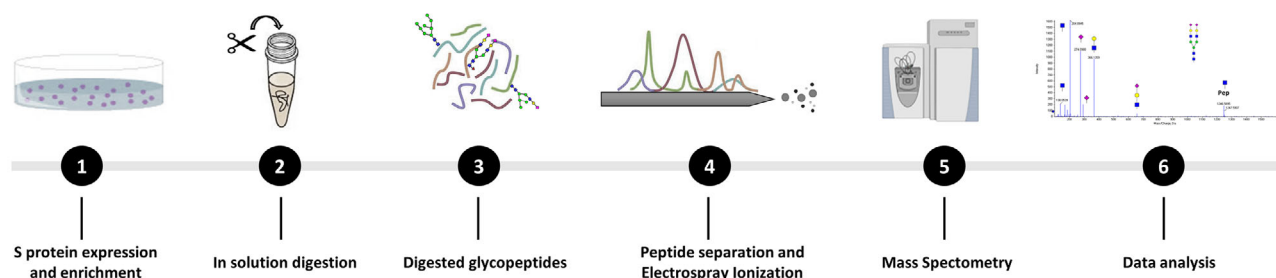 Pep
1
2
3
4
5
6
S protein expression
and enrichment
In solution digestion
Digested glycopeptides
Peptide separation and
Electrospray Ionization
Mass Spectometry
Data analysis